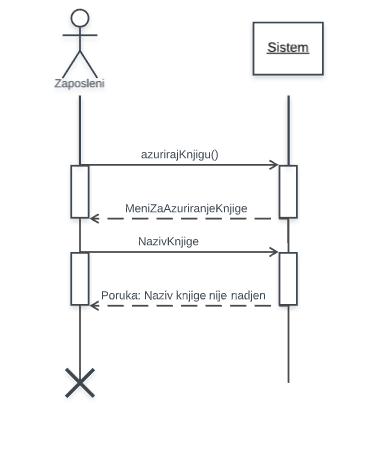 Sistem
Zaposleni
azurirajKnjigu()
MeniZaAzuriranjeKnjige
NazivKnjige
Poruka: Naziv knjige nije nadjen